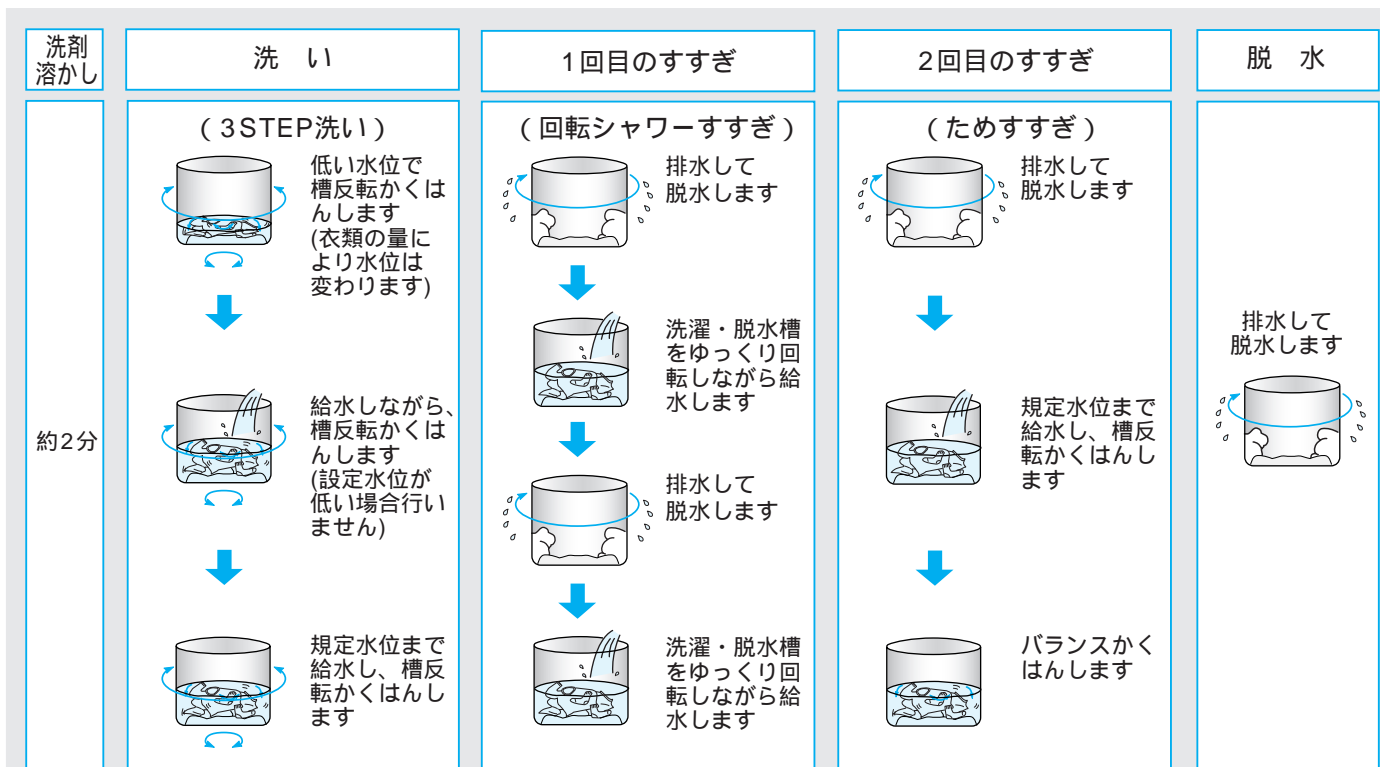 洗剤
溶かし
約2分
洗 い
(3STEP洗い)
低い水位で
槽反転かくは
んします
(衣類の量に
より水位は
変わります)
給水しながら、
槽反転かくは
んします
(設定水位が
低い場合行い
ません)
規定水位まで
給水し、槽反
転かくはんし
ます
1回目のすすぎ
(回転シャワーすすぎ)
排水して
脱水します
洗濯・脱水槽
をゆっくり回
転しながら給
水します
排水して
脱水します
洗濯・脱水槽
をゆっくり回
転しながら給
水します
2回目のすすぎ
(ためすすぎ)
排水して
脱水します
規定水位まで
給水し、槽反
転かくはんし
ます
バランスかく
はんします
脱 水
排水して
脱水します